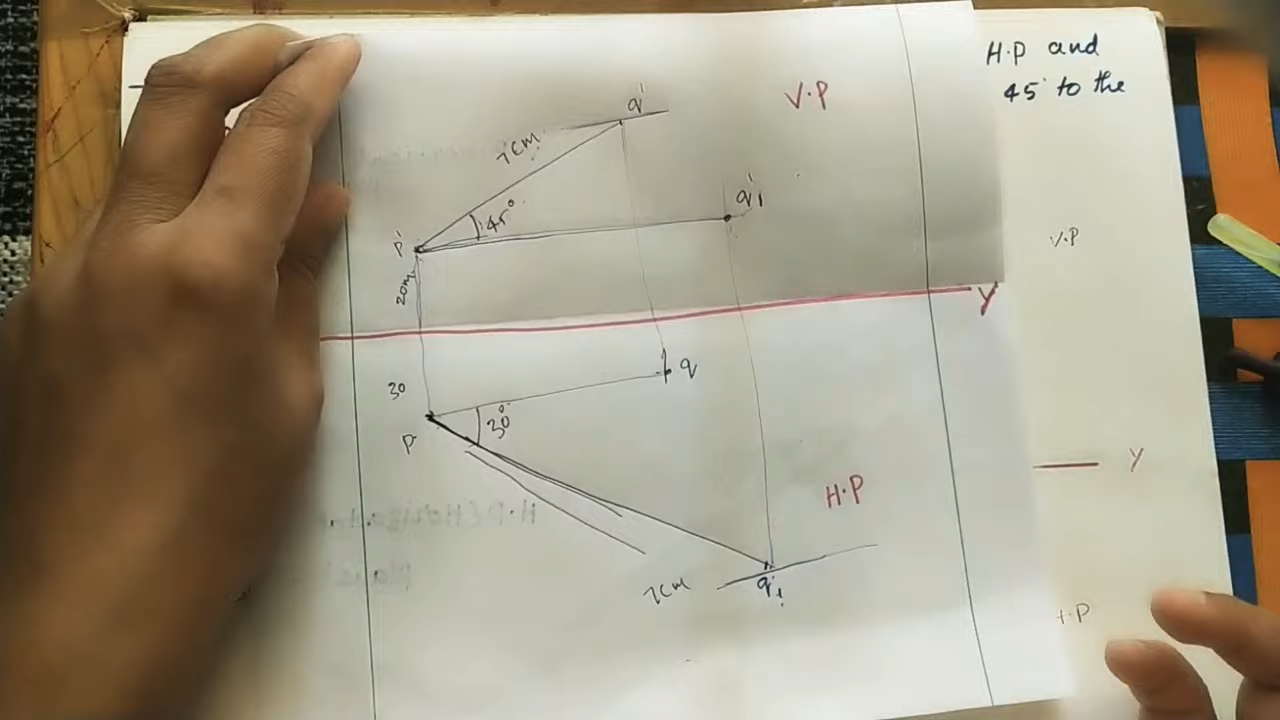 H.P and
45° to the
q'
V.P
7cm
45°
q'1
p'
20m
V.P
Y
30
q
30°
p
Y
H.P
7cm
q1